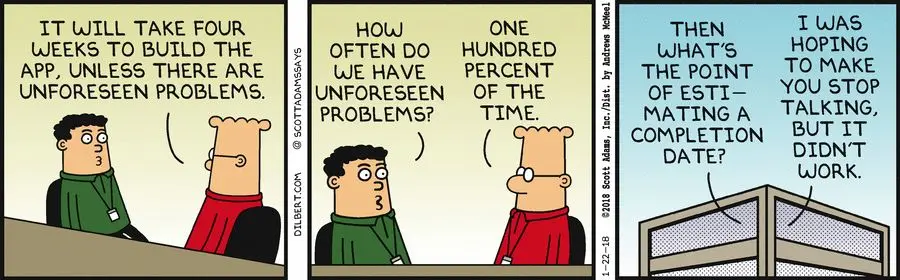 IT WILL TAKE FOUR
WEEKS TO BUILD THE
APP, UNLESS THERE ARE
UNFORESEEN PROBLEMS.
DILBERT.COM @SCOTTADAMSSAYS
HOW
OFTEN DO
WE HAVE
UNFORESEEN
PROBLEMS?
ONE
HUNDRED
PERCENT
OF THE
TIME.
1-22-18 ©2018 Scott Adams, Inc./Dist. by Andrews McMeel
THEN
WHAT'S
THE POINT
OF ESTI-
MATING A
COMPLETION
DATE?
I WAS
HOPING
TO MAKE
YOU STOP
TALKING,
BUT IT
DIDN'T
WORK.